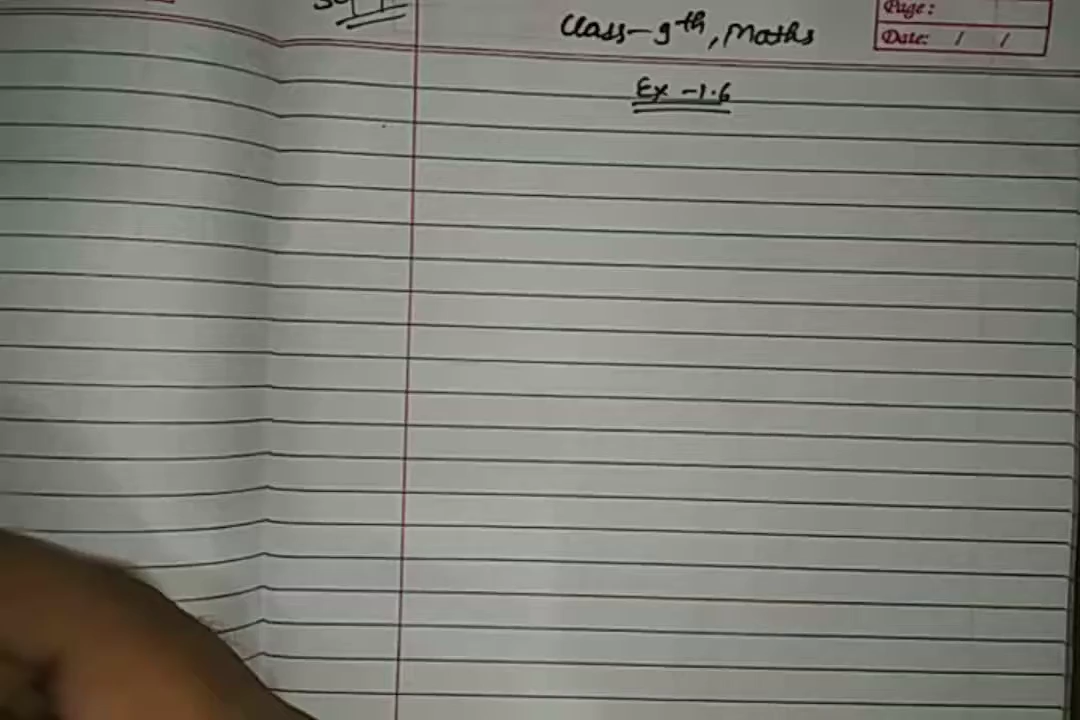 Page:
Class-9th, Maths
Date: / /
Ex-1.6